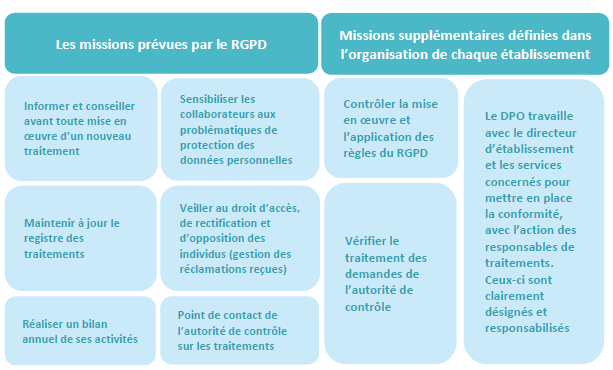 Les missions prévues par le RGPD
Missions supplémentaires définies dans
l'organisation de chaque établissement
Informer et conseiller
avant toute mise en
œuvre d'un nouveau
traitement
Sensibiliser les
collaborateurs aux
problématiques de
protection des
données personnelles
Maintenir à jour le
registre des
traitements
Veiller au droit d'accès,
de rectification et
d'opposition des
individus (gestion des
réclamations reçues)
Réaliser un bilan
annuel de ses activités
Point de contact de
l'autorité de contrôle
sur les traitements
Contrôler la mise
en œuvre et
l'application des
règles du RGPD
Vérifier le
traitement des
demandes de
l'autorité de
contrôle
Le DPO travaille
avec le directeur
d'établissement
et les services
concernés pour
mettre en place
la conformité,
avec l'action des
responsables de
traitements.
Ceux-ci sont
clairement
désignés et
responsabilisés